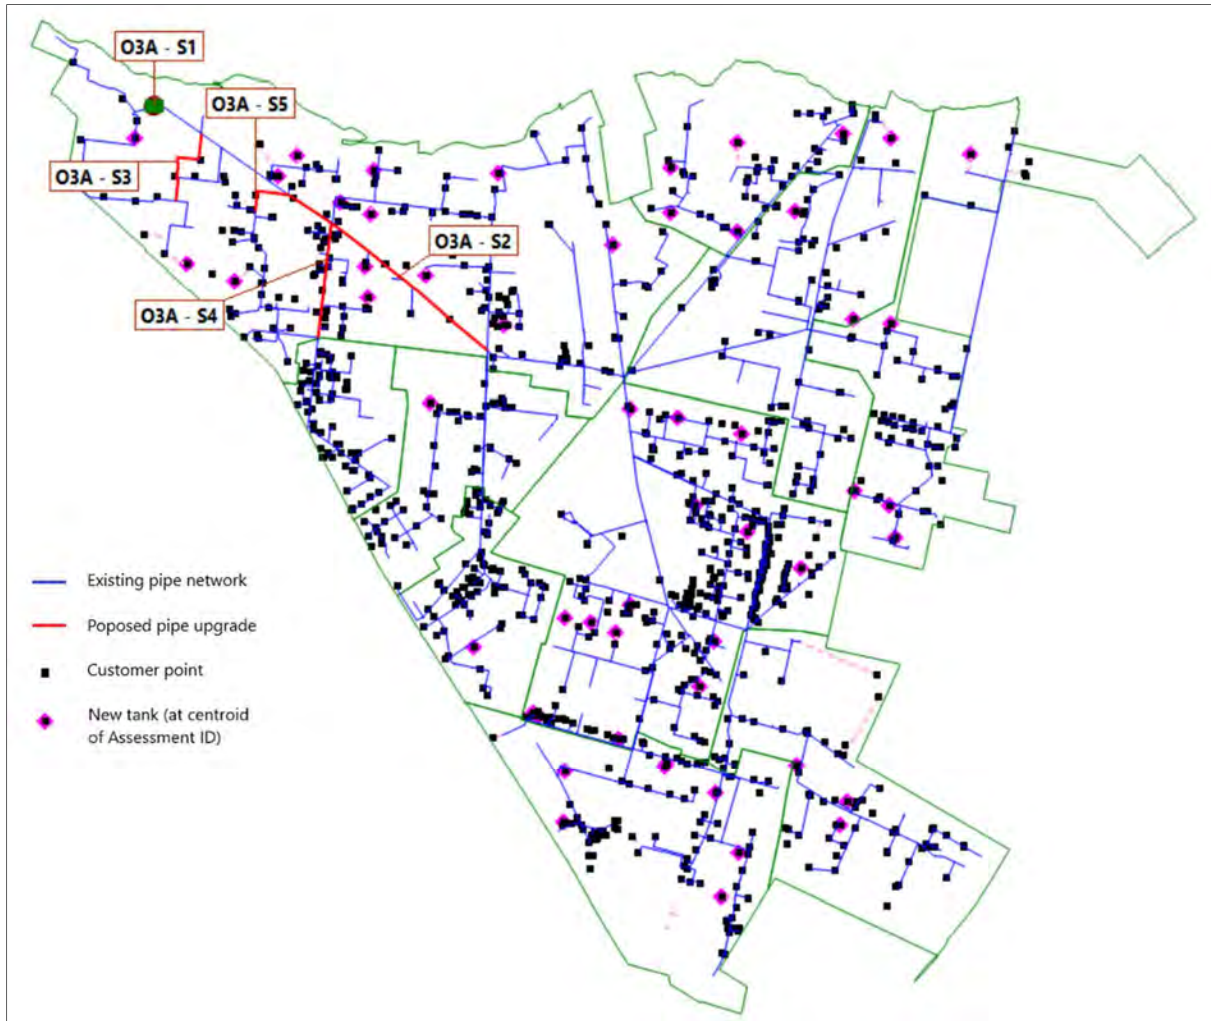 O3A - S1
O3A - S5
O3A - S3
O3A - S2
O3A - S4
Existing pipe network
Poposed pipe upgrade
Customer point
New tank (at centroid
of Assessment ID)